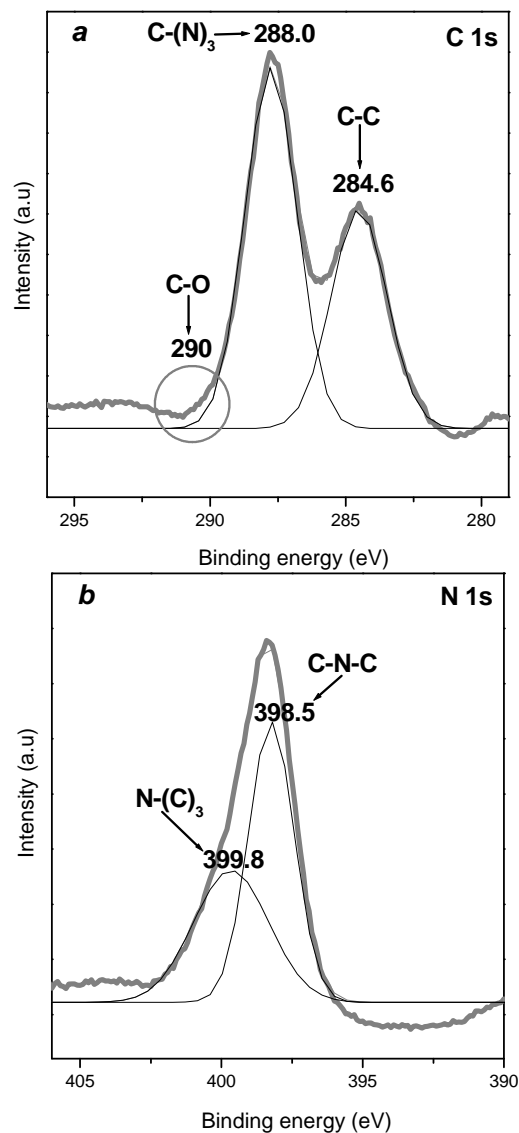 a
C-(N)3 288.0
C 1s
C-C
284.6
C-O
290
Intensity (a.u)
295 290 285 280
Binding energy (eV)
b
N 1s
C-N-C
398.5
N-(C)3
399.8
Intensity (a.u)
405 400 395 390
Binding energy (eV)